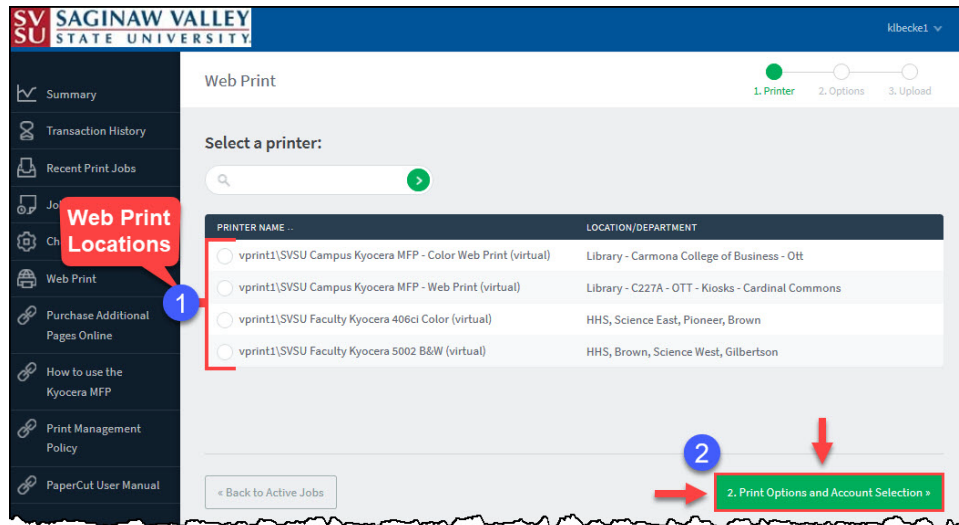 SV SAGINAW VALLEY
SU STATE UNIVERSITY.
klbecke1
Summary
Transaction History
Recent Print Jobs
Jo
Ch
Web Print
Purchase Additional
Pages Online
How to use the
Kyocera MFP
Print Management
Policy
PaperCut User Manual
Web Print
Locations
1
Web Print
1. Printer 2. Options 3. Upload
Select a printer:
PRINTER NAME .. LOCATION/DEPARTMENT
vprint1\SVSU Campus Kyocera MFP - Color Web Print (virtual) Library - Carmona College of Business - Ott
vprint1\SVSU Campus Kyocera MFP - Web Print (virtual) Library - C227A - OTT - Kiosks - Cardinal Commons
vprint1\SVSU Faculty Kyocera 406ci Color (virtual) HHS, Science East, Pioneer, Brown
vprint1\SVSU Faculty Kyocera 5002 B&W (virtual) HHS, Brown, Science West, Gilbertson
2
« Back to Active Jobs
2. Print Options and Account Selection »